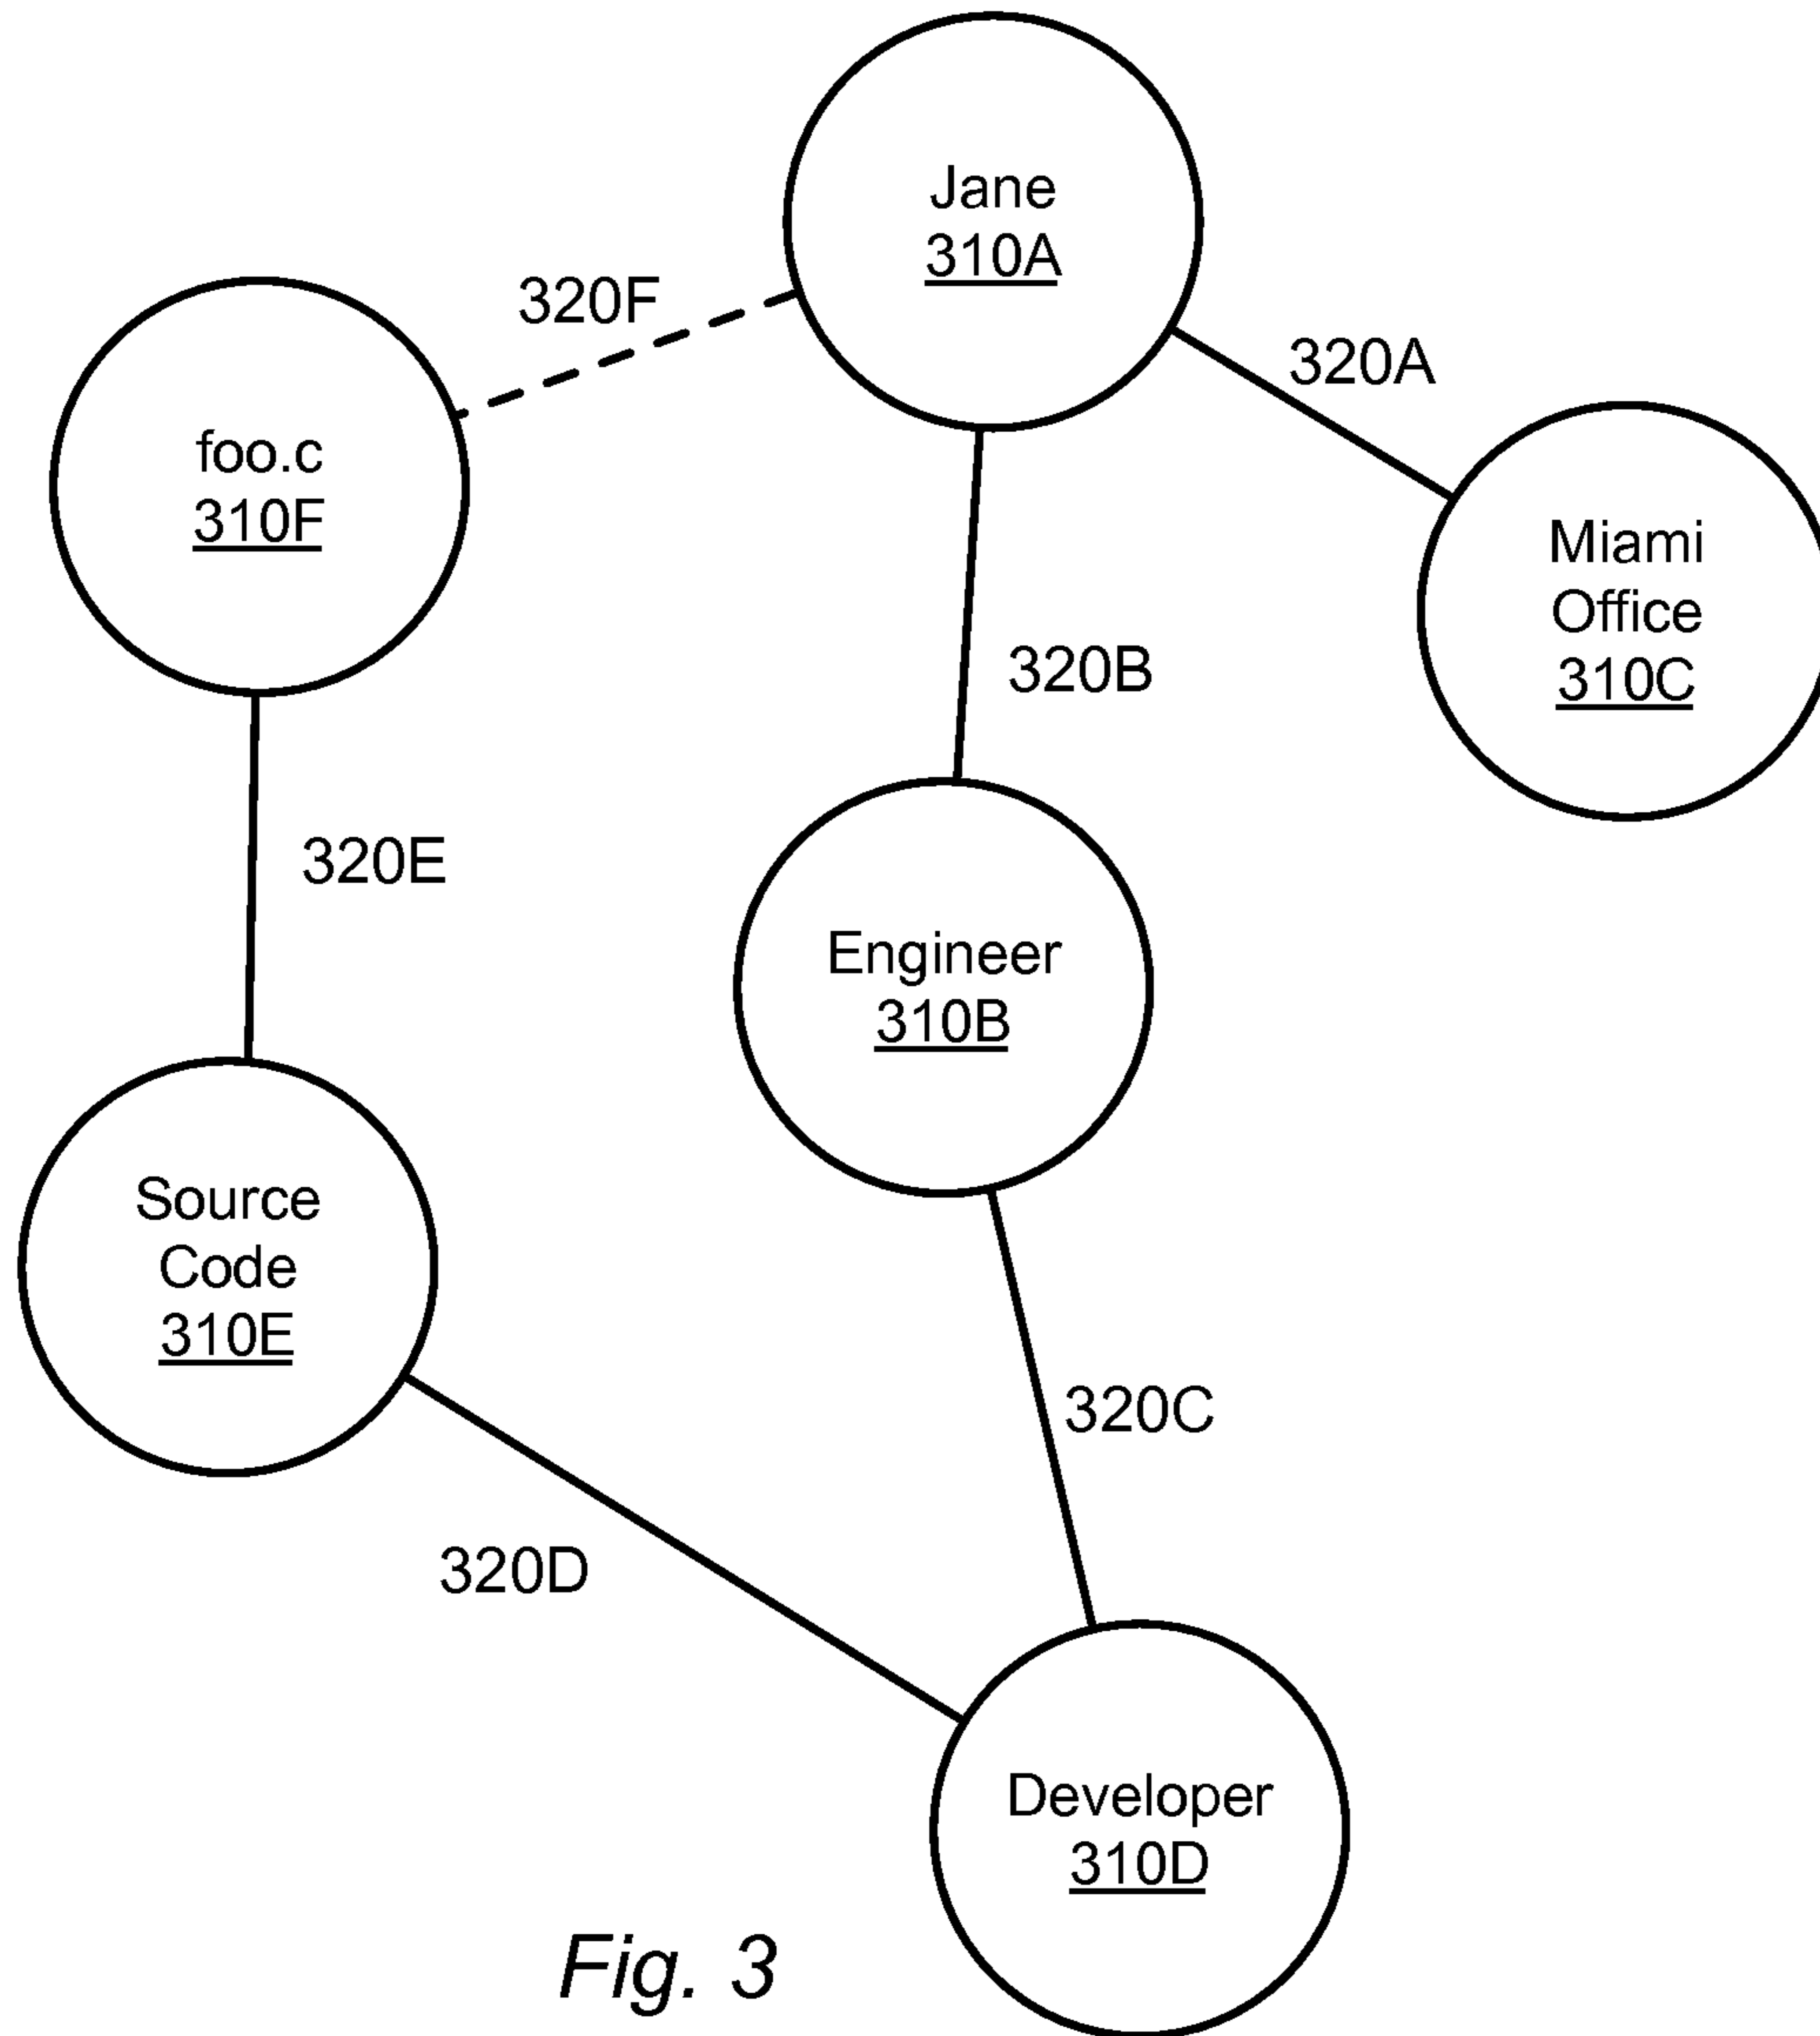 Jane
310A
320F
320A
foo.c
310F
Miami
Office
310C
320B
320E
Engineer
310B
Source
Code
310E
320C
320D
Developer
310D
Fig. 3